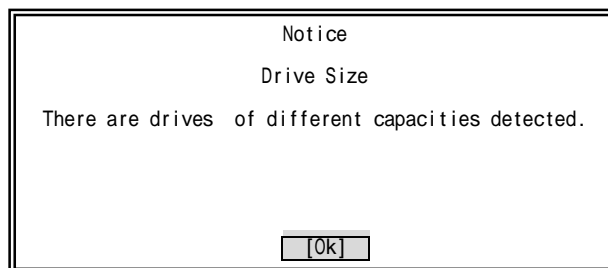 Notice
Drive Size
There are drives  of different capacities detected.
[Ok]